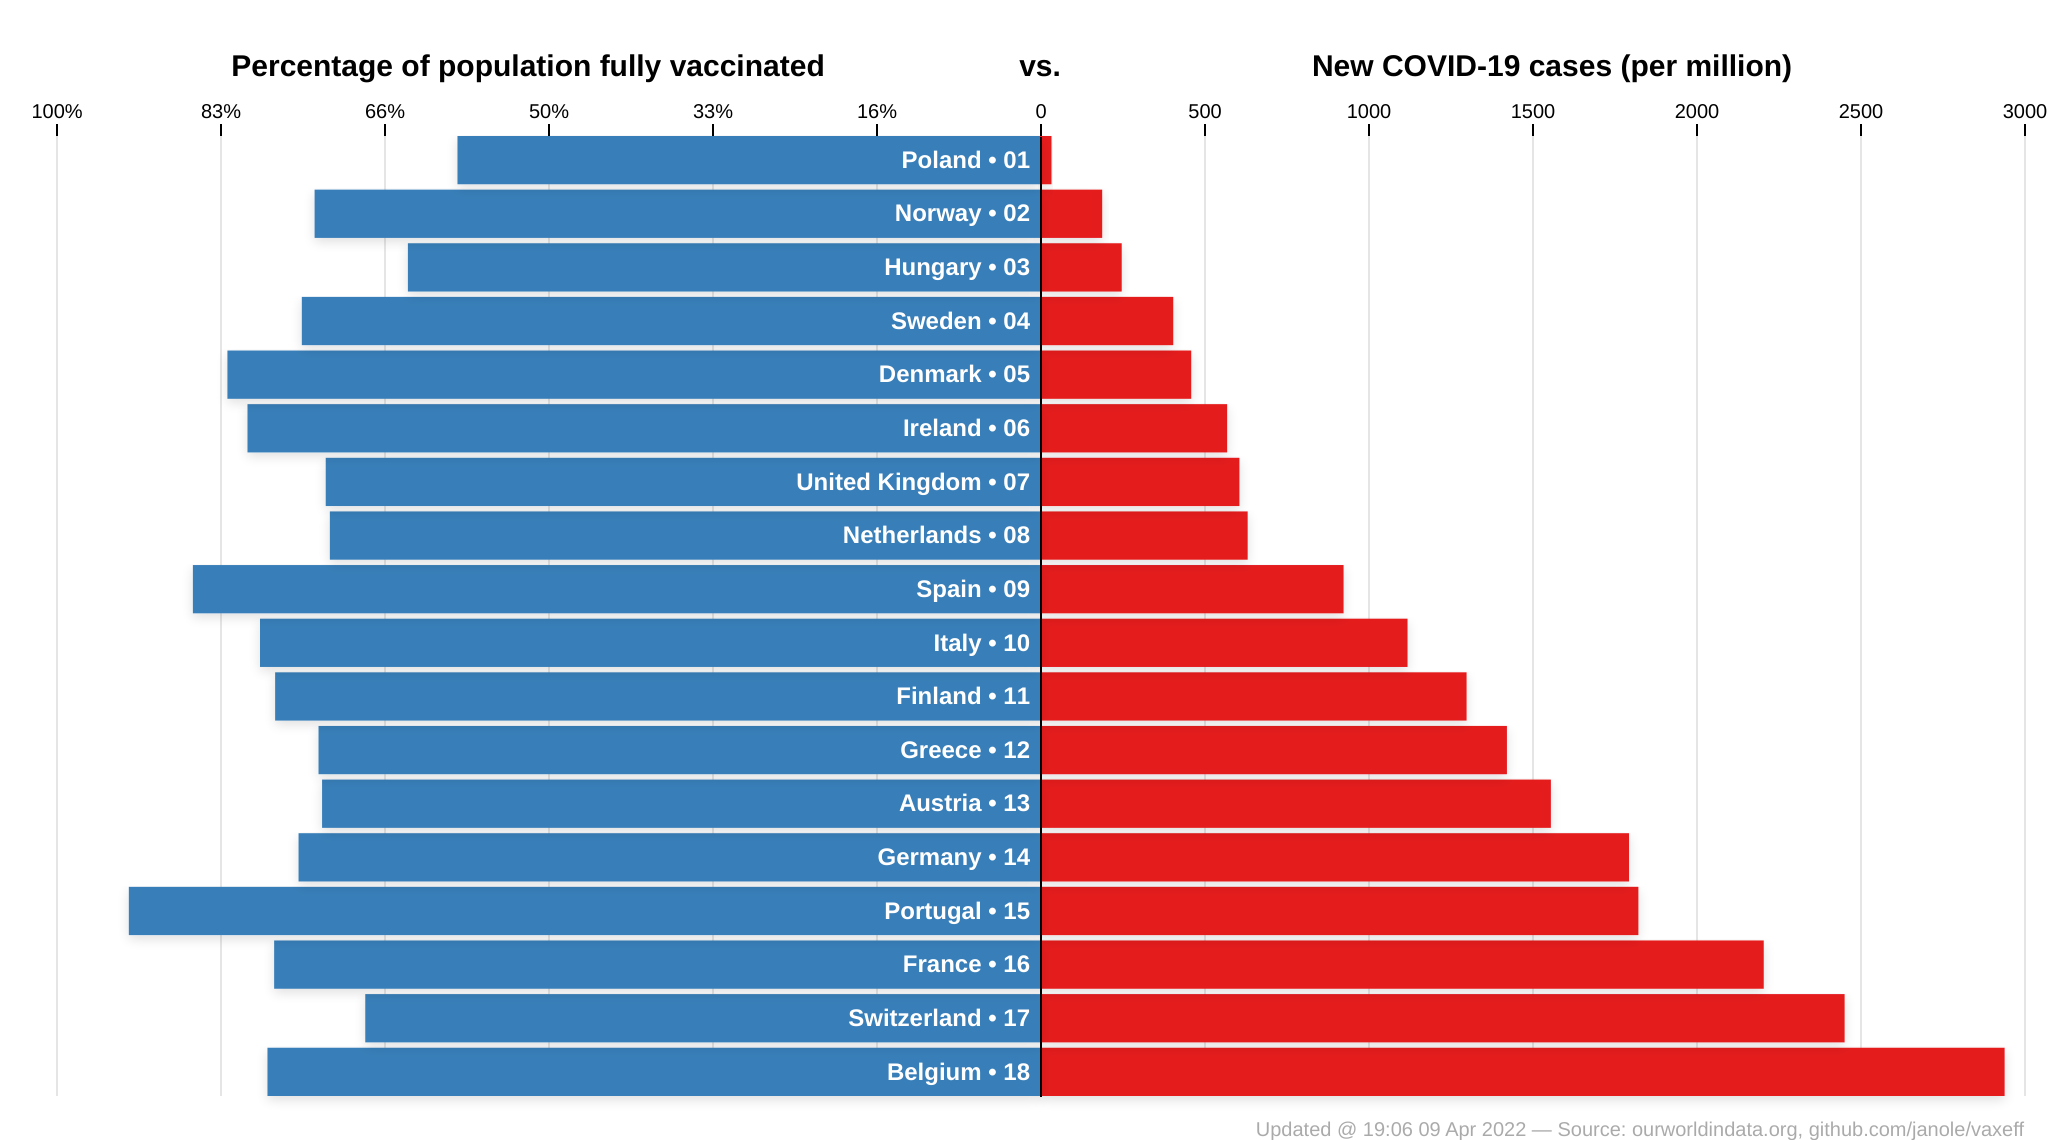 Percentage of population fully vaccinated vs. New COVID-19 cases (per million)
100% 83% 66% 50% 33% 16% 0 500 1000 1500 2000 2500 3000
Poland • 01
Norway • 02
Hungary • 03
Sweden • 04
Denmark • 05
Ireland • 06
United Kingdom • 07
Netherlands • 08
Spain • 09
Italy • 10
Finland • 11
Greece • 12
Austria • 13
Germany • 14
Portugal • 15
France • 16
Switzerland • 17
Belgium • 18
Updated @ 19:06 09 Apr 2022 — Source: ourworldindata.org, github.com/janole/vaxeff